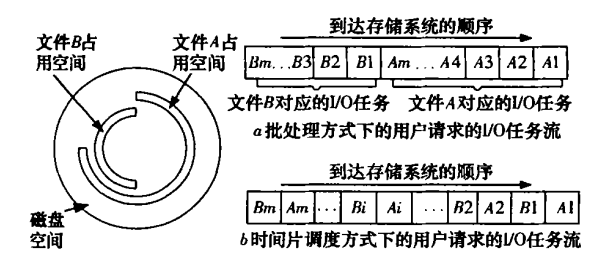 文件B占
用空间
文件A占
用空间
磁盘
空间
到达存储系统的顺序
Bm...B3 B2 B1 Am ... A4 A3 A2 A1
文件B对应的I/O任务 文件A对应的I/O任务
a批处理方式下的用户请求的I/O任务流
到达存储系统的顺序
Bm Am ... Bi Ai ... B2 A2 B1 A1
b时间片调度方式下的用户请求的I/O任务流